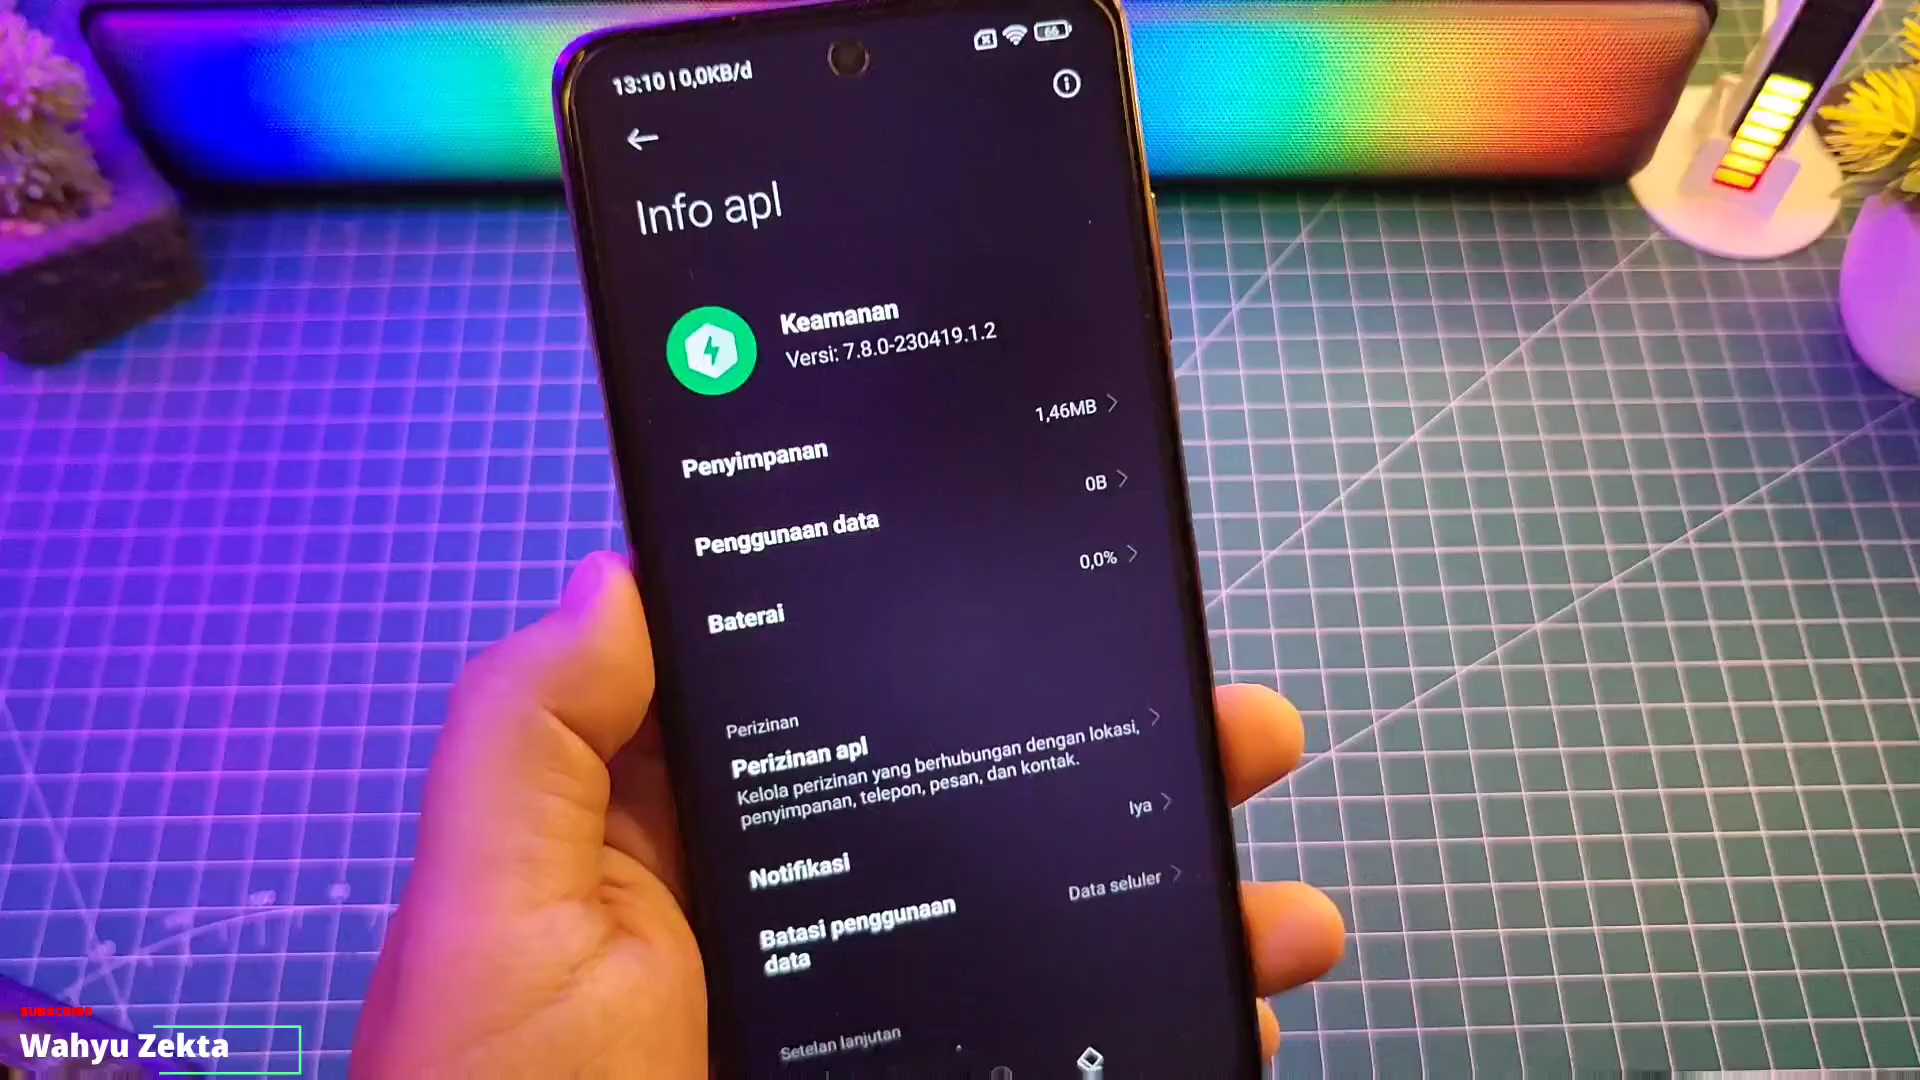 13:10 | 0,0KB/d
66
Info apl
Keamanan
Versi: 7.8.0-230419.1.2
Penyimpanan
1,46MB
Penggunaan data
0B
Baterai
0,0%
Perizinan
Perizinan apl
Kelola perizinan yang berhubungan dengan lokasi,
penyimpanan, telepon, pesan, dan kontak.
Notifikasi
Iya
Batasi penggunaan
data
Data seluler
Setelan lanjutan
SUBSCRIBE
Wahyu Zekta